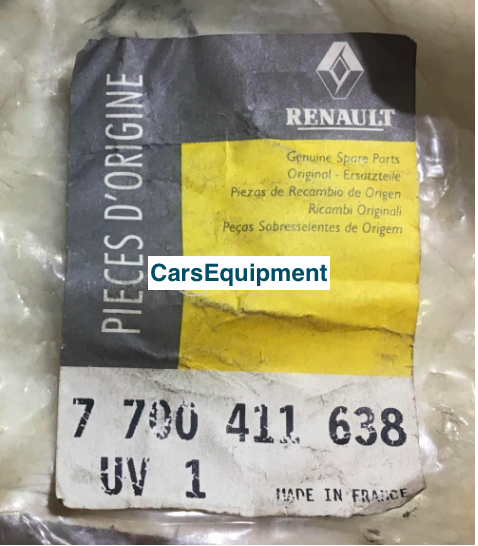 RENAULT
PIECES D'ORIGINE
Genuine Spare Parts
Original - Ersatzteile
Piezas de Recambio de Origen
Ricambi Originali
Peças Sobresselentes de Origem
CarsEquipment
7 700 411 638
UV 1
MADE IN FRANCE